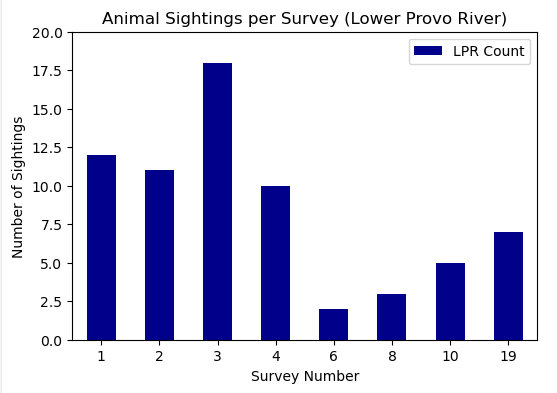 Animal Sightings per Survey (Lower Provo River)
LPR Count
20.0
17.5
15.0
12.5
10.0
7.5
5.0
2.5
0.0
Number of Sightings
1 2 3 4 6 8 10 19
Survey Number